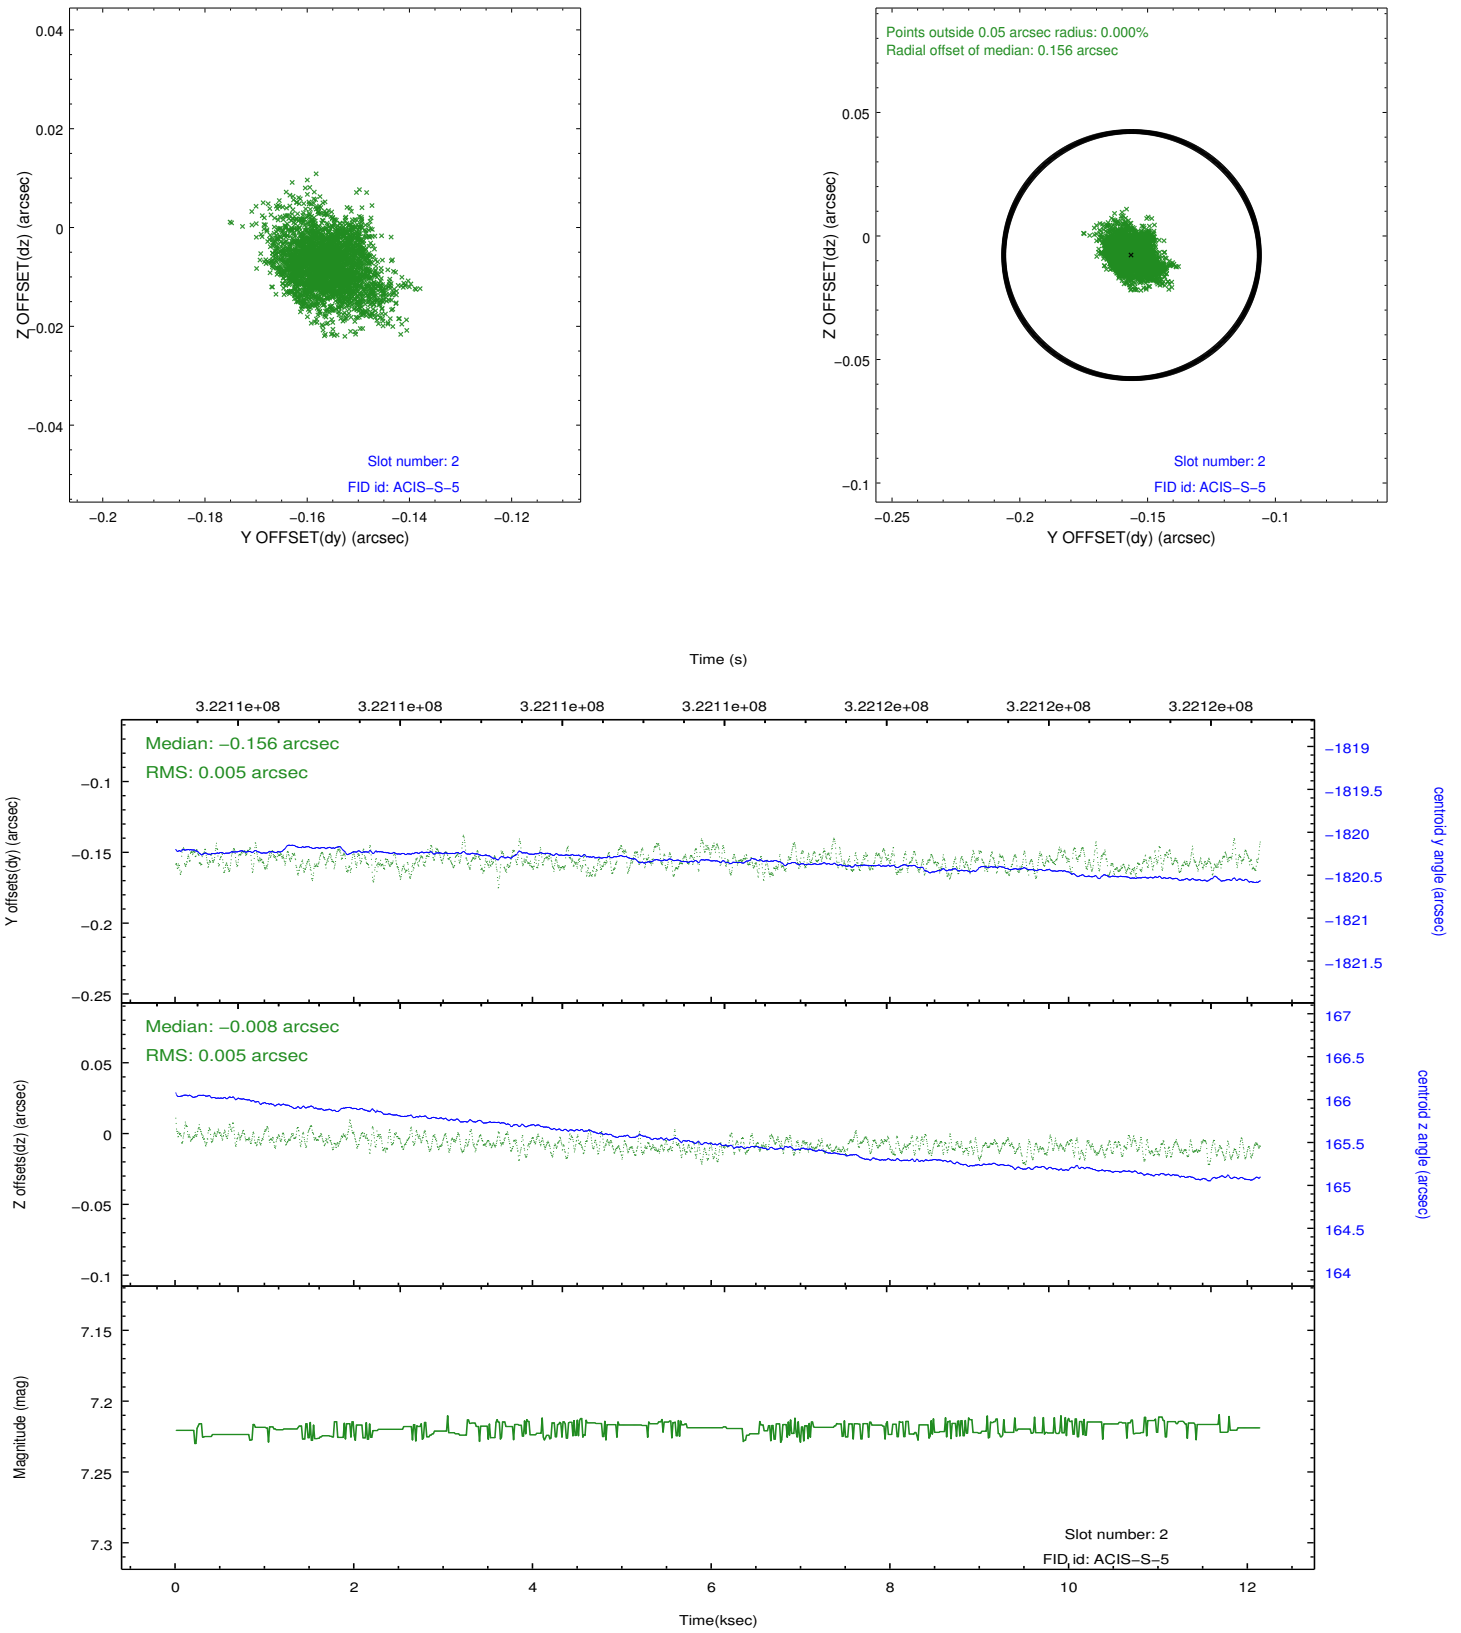 0.04
0.02
0
−0.02
−0.04
Z OFFSET(dz) (arcsec)
Slot number: 2
FID id: ACIS−S−5
−0.2
−0.18
−0.16
−0.14
−0.12
Y OFFSET(dy) (arcsec)
Points outside 0.05 arcsec radius: 0.000%
Radial offset of median: 0.156 arcsec
0.05
0
−0.05
−0.1
Z OFFSET(dz) (arcsec)
Slot number: 2
FID id: ACIS−S−5
−0.25
−0.2
−0.15
−0.1
Y OFFSET(dy) (arcsec)
Time (s)
3.2211e+08
3.2211e+08
3.2211e+08
3.2211e+08
3.2212e+08
3.2212e+08
3.2212e+08
Median: −0.156 arcsec
RMS: 0.005 arcsec
−0.1
−0.15
−0.2
−0.25
Y offsets(dy) (arcsec)
−1819
−1819.5
−1820
−1820.5
−1821
−1821.5
centroid y angle (arcsec)
Median: −0.008 arcsec
RMS: 0.005 arcsec
0.05
0
−0.05
−0.1
Z offsets(dz) (arcsec)
167
166.5
166
165.5
165
164.5
164
centroid z angle (arcsec)
7.15
7.2
7.25
7.3
Magnitude (mag)
Slot number: 2
FID id: ACIS−S−5
0
2
4
6
8
10
12
Time(ksec)